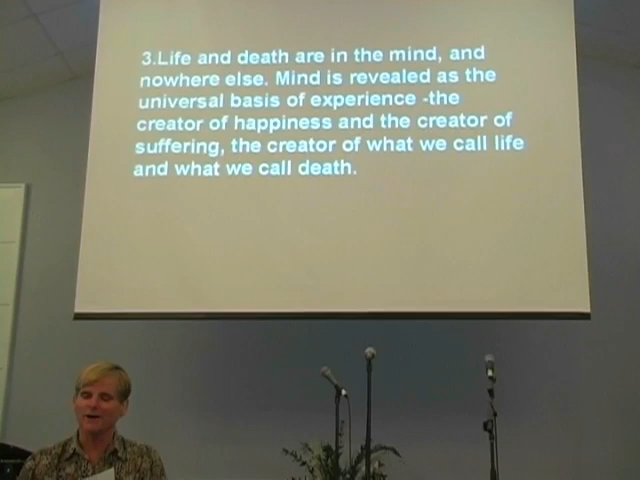 3.Life and death are in the mind, and
nowhere else. Mind is revealed as the
universal basis of experience -the
creator of happiness and the creator of
suffering, the creator of what we call life
and what we call death.